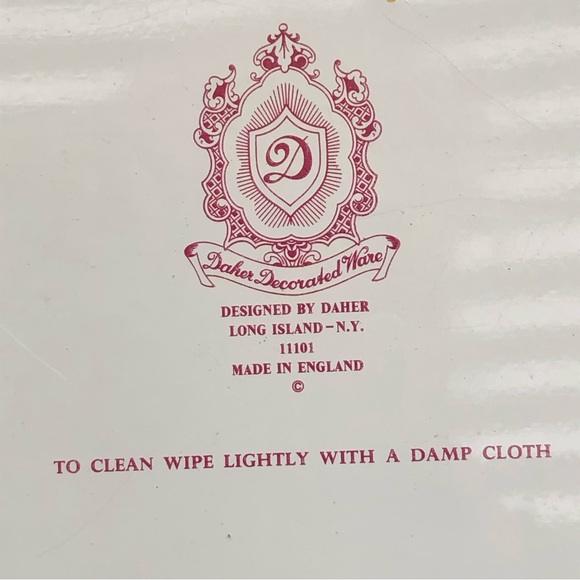 D
Daher Decorated Ware
DESIGNED BY DAHER
LONG ISLAND - N.Y.
11101
MADE IN ENGLAND
©
TO CLEAN WIPE LIGHTLY WITH A DAMP CLOTH